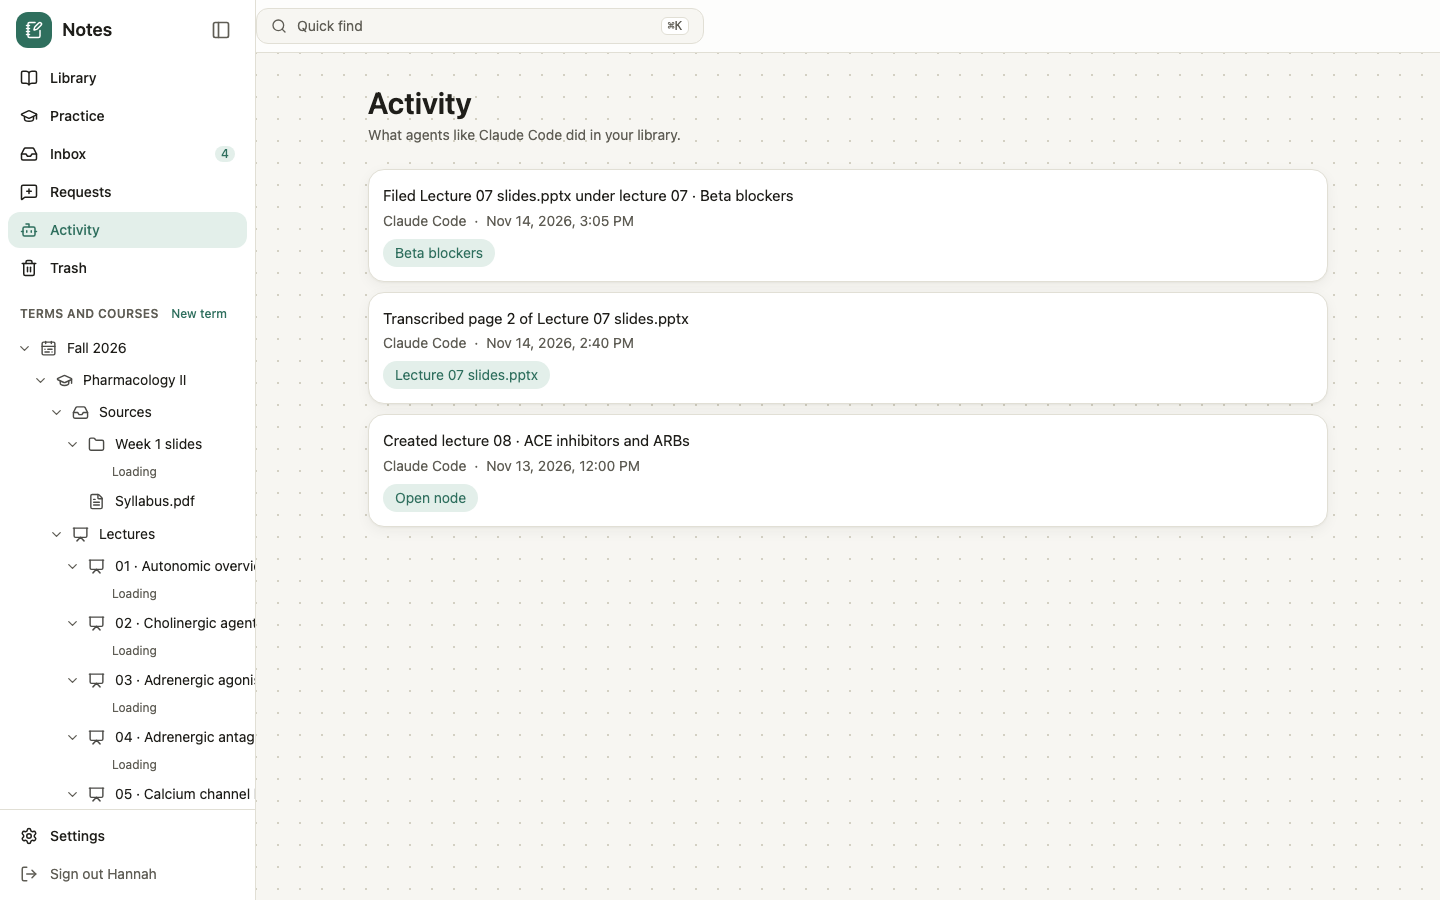 Notes
Quick find
⌘K
Library
Practice
Inbox
4
Requests
Activity
Trash
TERMS AND COURSES
New term
Fall 2026
Pharmacology II
Sources
Week 1 slides
Loading
Syllabus.pdf
Lectures
01 · Autonomic overvi
Loading
02 · Cholinergic agent
Loading
03 · Adrenergic agonis
Loading
04 · Adrenergic antag
Loading
05 · Calcium channel
Settings
Sign out Hannah
Activity
What agents like Claude Code did in your library.
Filed Lecture 07 slides.pptx under lecture 07 · Beta blockers
Claude Code · Nov 14, 2026, 3:05 PM
Beta blockers
Transcribed page 2 of Lecture 07 slides.pptx
Claude Code · Nov 14, 2026, 2:40 PM
Lecture 07 slides.pptx
Created lecture 08 · ACE inhibitors and ARBs
Claude Code · Nov 13, 2026, 12:00 PM
Open node